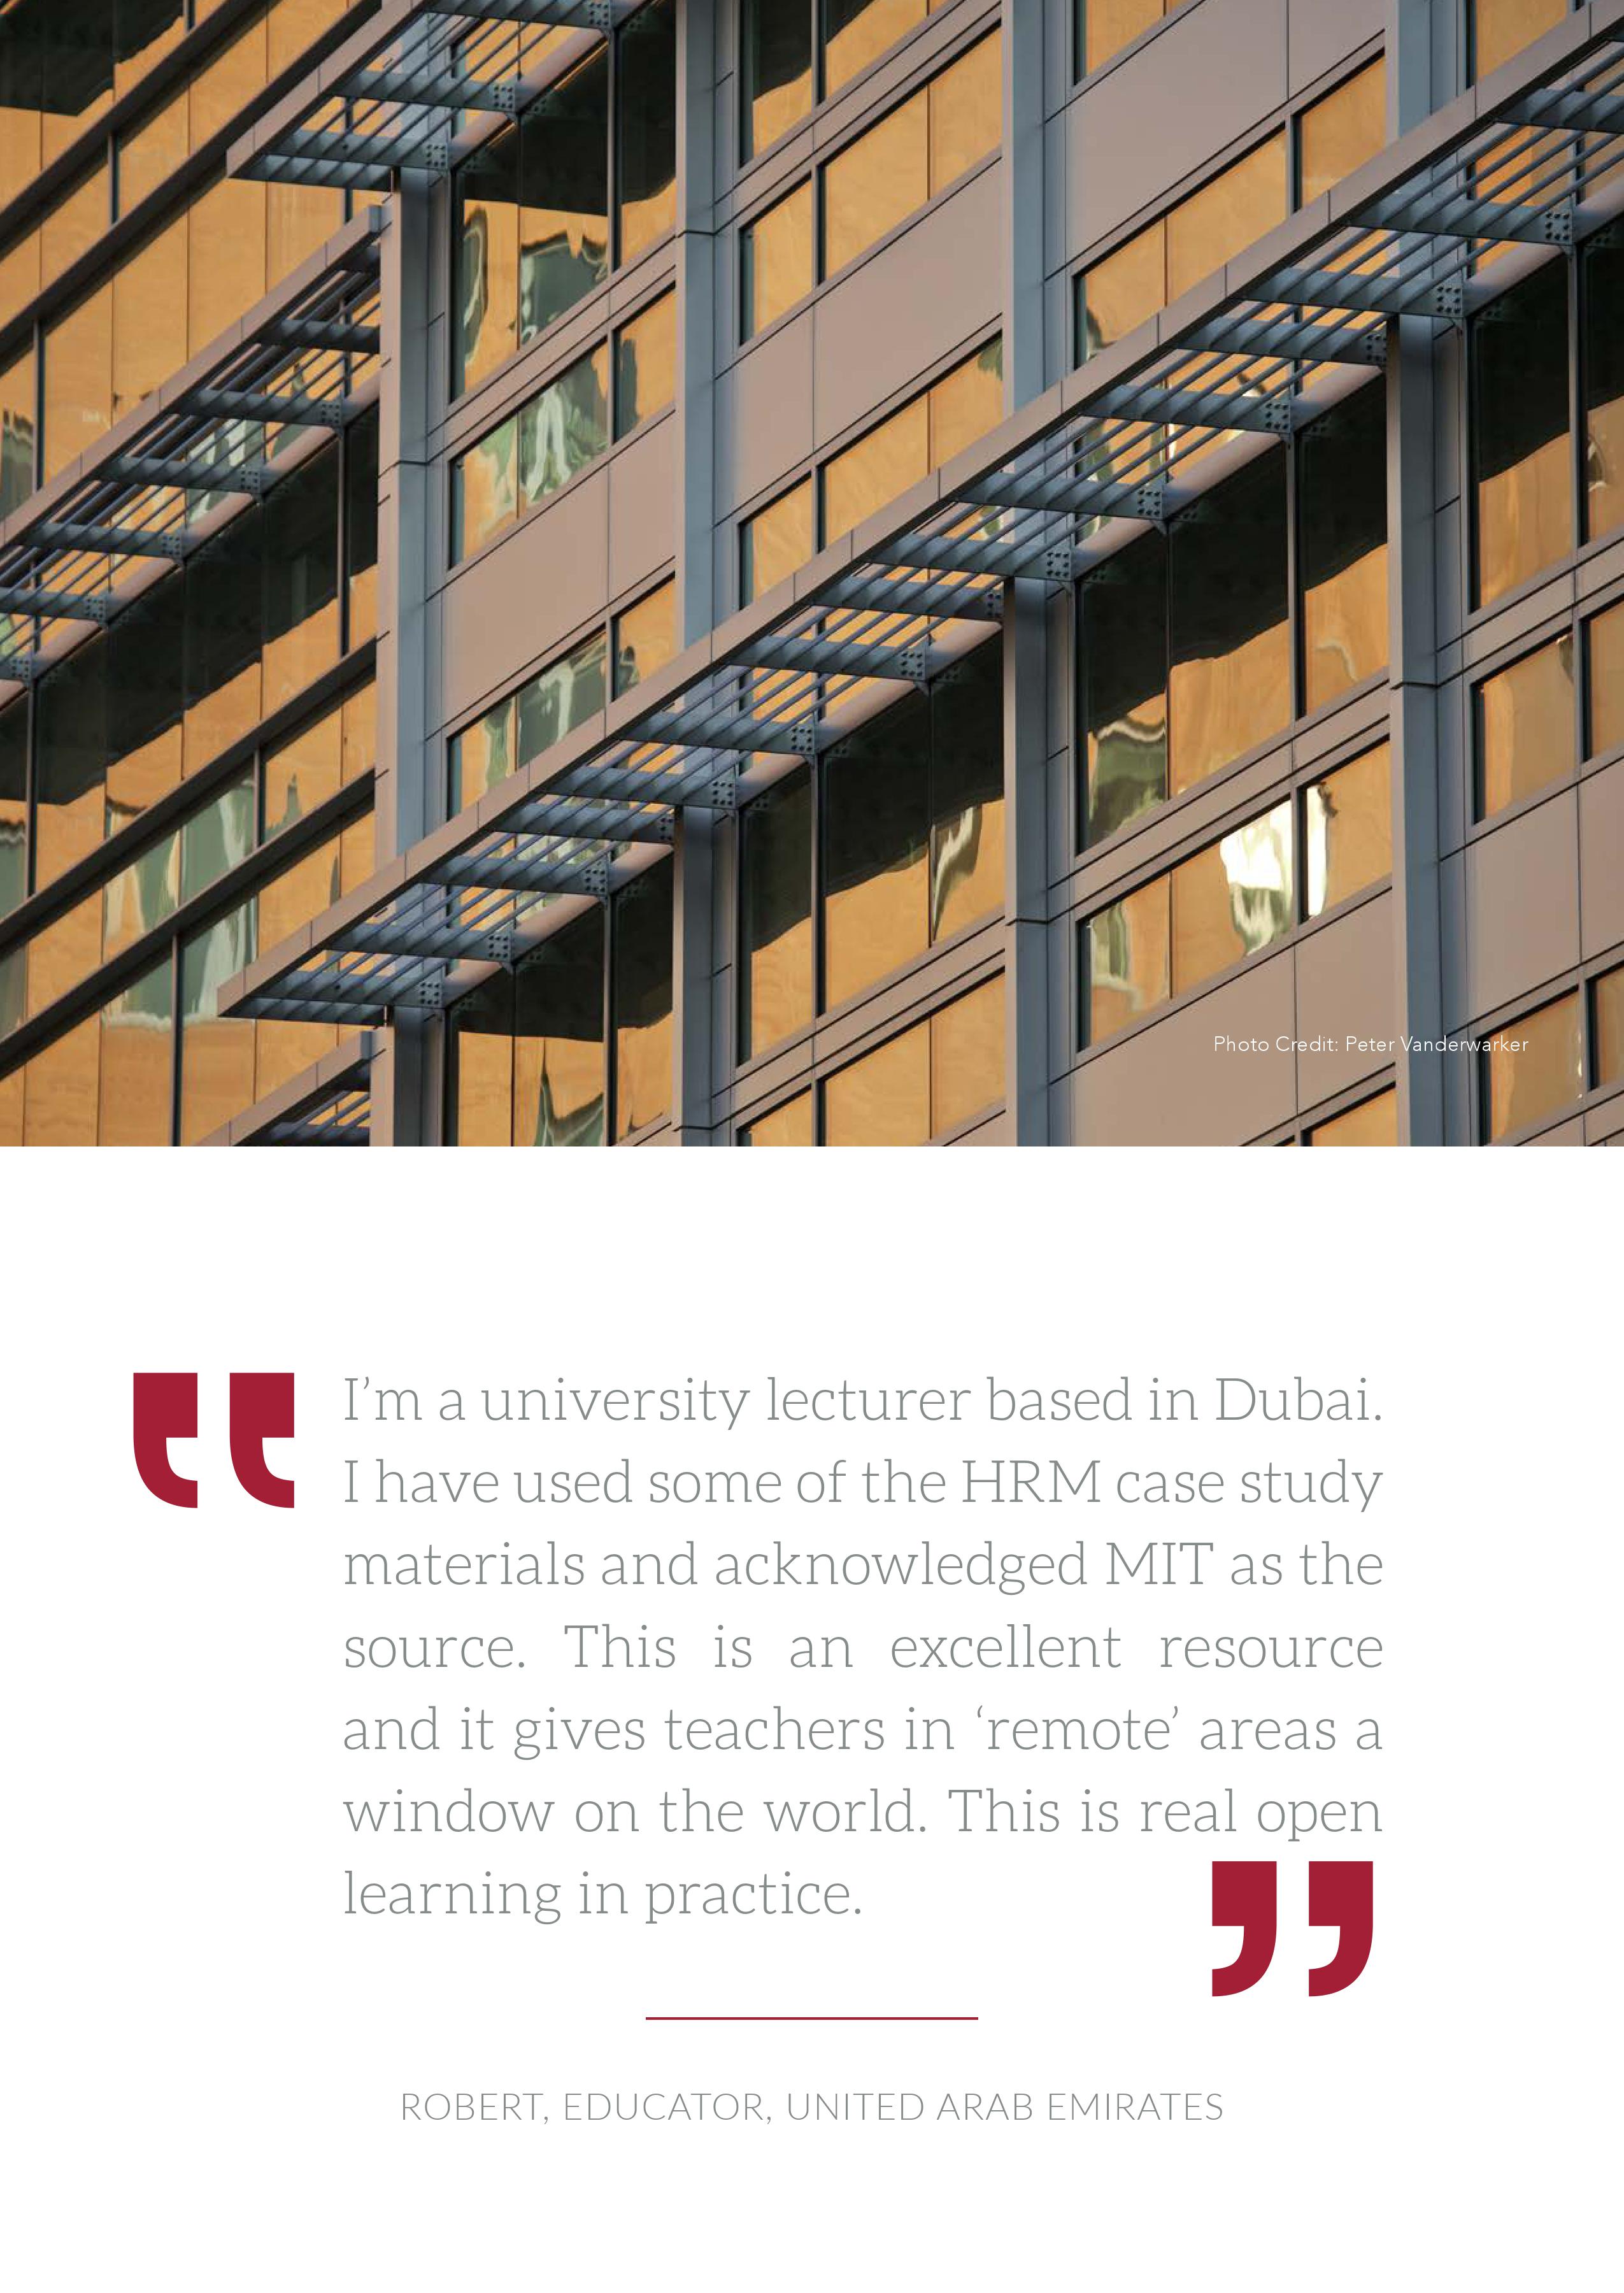 Photo Credit: Peter Vanderwarker
“
I’m a university lecturer based in Dubai.
I have used some of the HRM case study
materials and acknowledged MIT as the
source. This is an excellent resource
and it gives teachers in ‘remote’ areas a
window on the world. This is real open
learning in practice.
”
ROBERT, EDUCATOR, UNITED ARAB EMIRATES